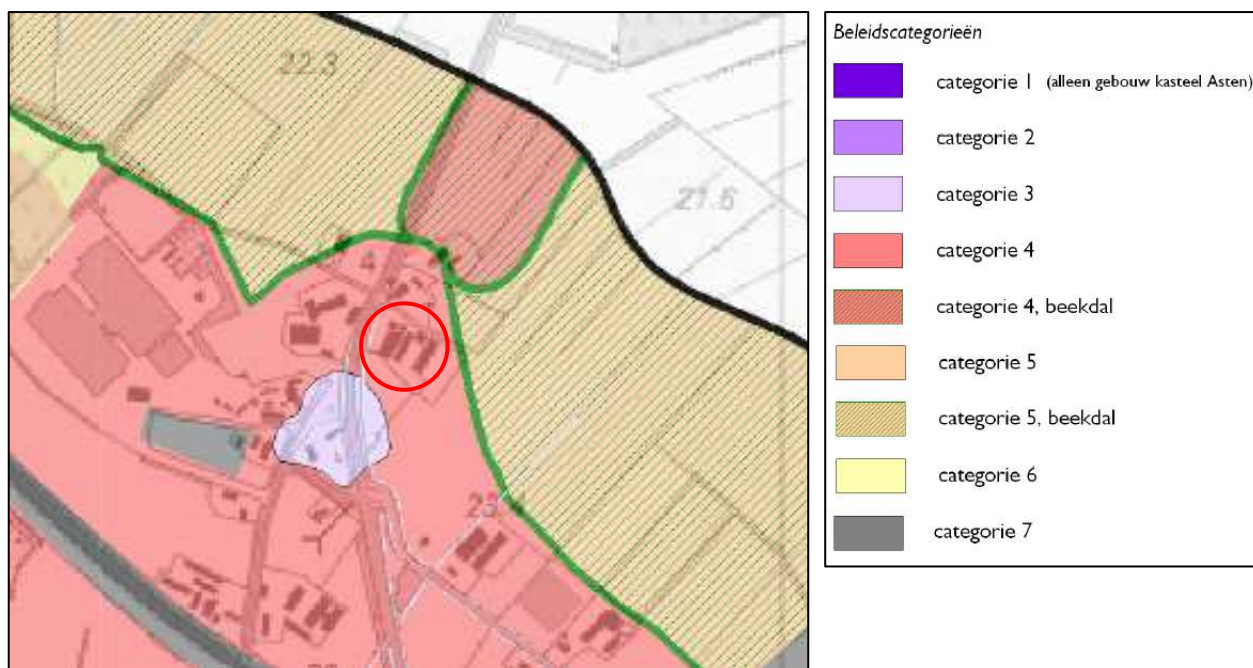 22.3
21.6
Beleidscategorieën
categorie 1 (alleen gebouw kasteel Asten)
categorie 2
categorie 3
categorie 4
categorie 4, beekdal
categorie 5
categorie 5, beekdal
categorie 6
categorie 7